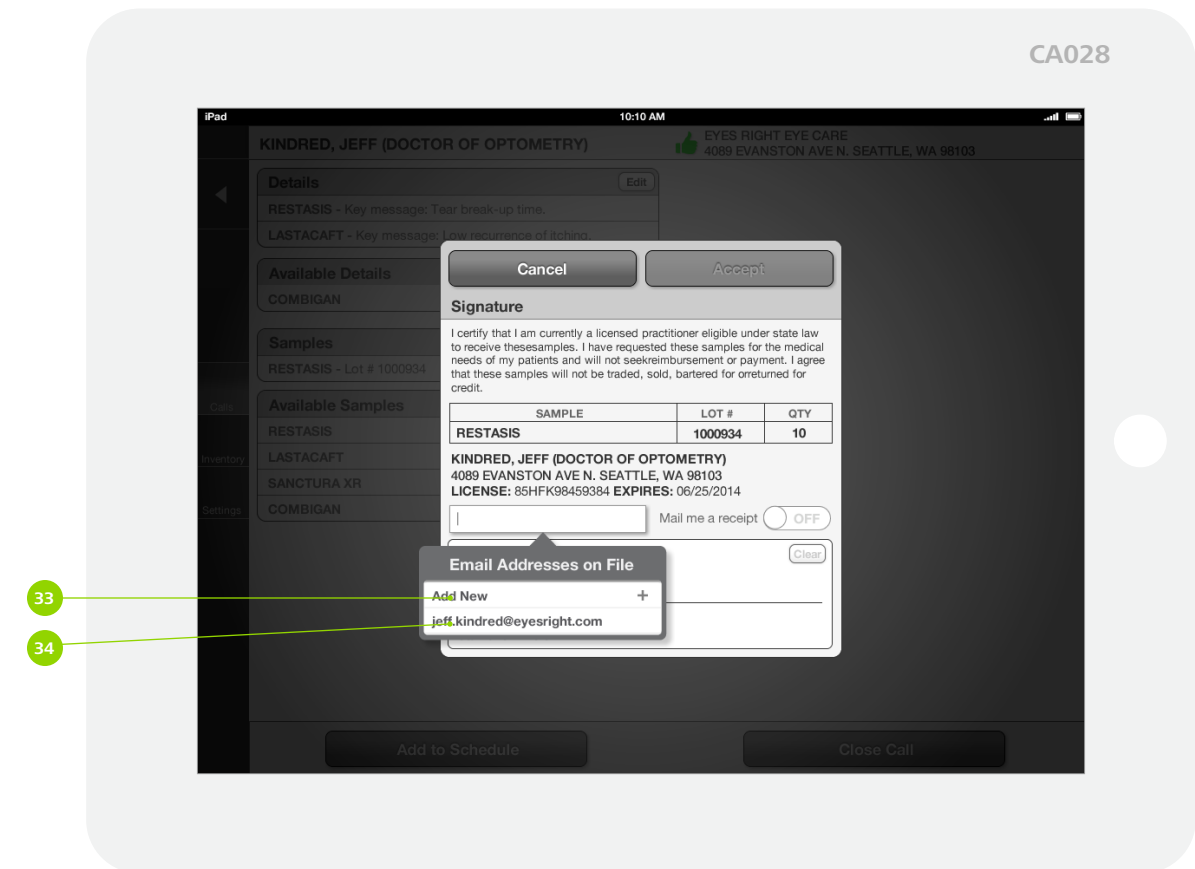 CA028
iPad
10:10 AM
KINDRED, JEFF (DOCTOR OF OPTOMETRY)
EYES RIGHT EYE CARE
4089 EVANSTON AVE N. SEATTLE, WA 98103
Details
Edit
RESTASIS - Key message: Tear break-up time.
LASTACAFT - Key message: Low recurrence of itching.
Available Details
COMBIGAN
Samples
RESTASIS - Lot # 1000934
Available Samples
RESTASIS
LASTACAFT
SANCTURA XR
COMBIGAN
Calls
Inventory
Settings
Cancel
Accept
Signature
I certify that I am currently a licensed practitioner eligible under state law
to receive thesesamples. I have requested these samples for the medical
needs of my patients and will not seekreimbursement or payment. I agree
that these samples will not be traded, sold, bartered for orreturned for
credit.
SAMPLE LOT # QTY
RESTASIS 1000934 10
KINDRED, JEFF (DOCTOR OF OPTOMETRY)
4089 EVANSTON AVE N. SEATTLE, WA 98103
LICENSE: 85HFK98459384 EXPIRES: 06/25/2014
Mail me a receipt OFF
Clear
Email Addresses on File
33
Add New +
34
jeff.kindred@eyesright.com
Add to Schedule
Close Call